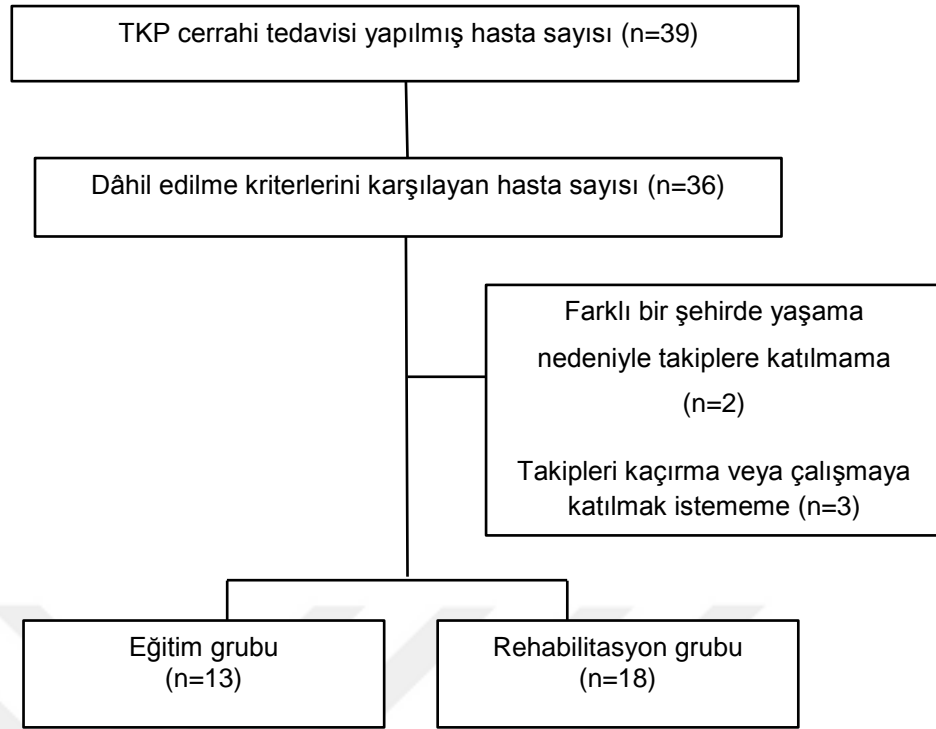 TKP cerrahi tedavisi yapılmış hasta sayısı (n=39)
Dâhil edilme kriterlerini karşılayan hasta sayısı (n=36)
Farklı bir şehirde yaşama
nedeniyle takiplere katılmama
(n=2)
Takipleri kaçırma veya çalışmaya
katılmak istememe (n=3)
Eğitim grubu
(n=13)
Rehabilitasyon grubu
(n=18)